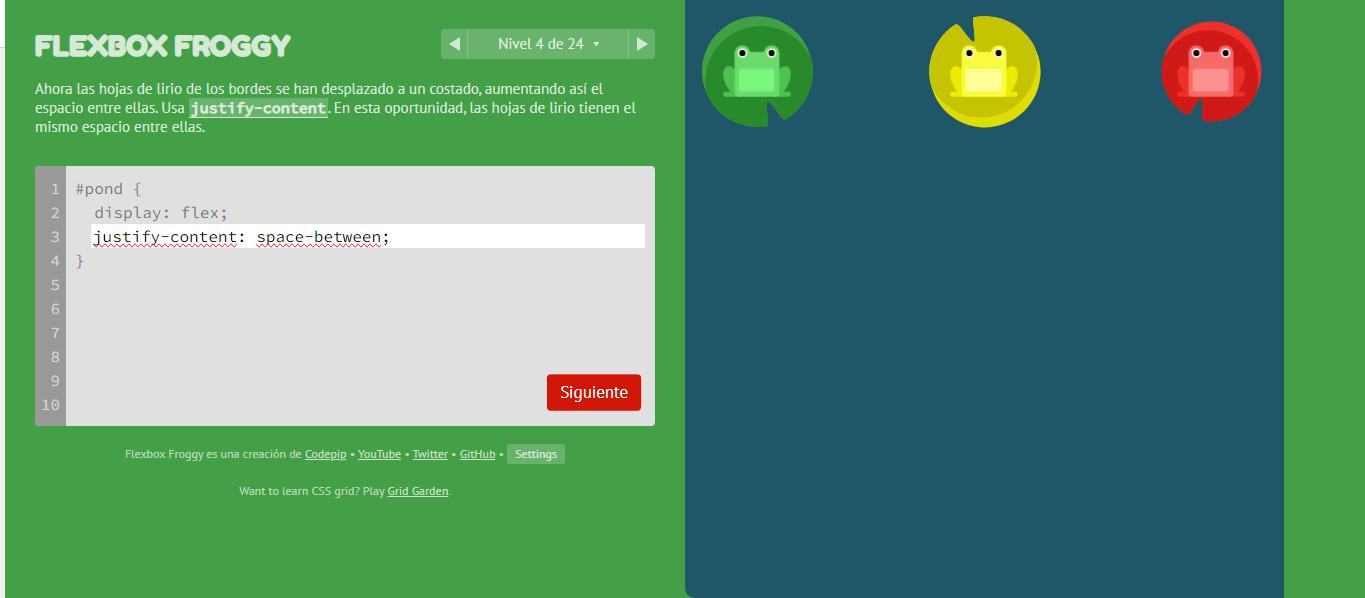 FLEXBOX FROGGY
Nivel 4 de 24
Ahora las hojas de lirio de los bordes se han desplazado a un costado, aumentando así el
espacio entre ellas. Usa justify-content. En esta oportunidad, las hojas de lirio tienen el
mismo espacio entre ellas.
1 #pond {
2 display: flex;
3 justify-content: space-between;
4 }
5
6
7
8
9
10
Siguiente
Flexbox Froggy es una creación de Codepip • YouTube • Twitter • GitHub • Settings
Want to learn CSS grid? Play Grid Garden.